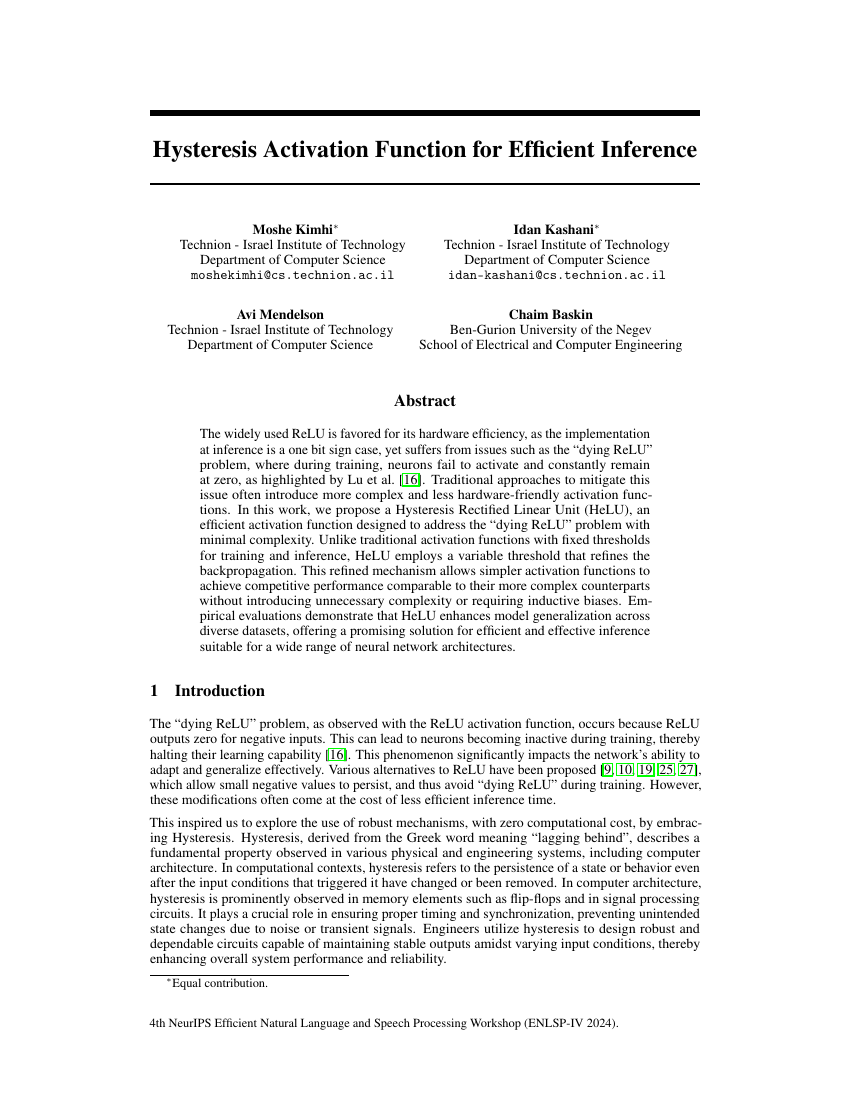 Hysteresis Activation Function for Efficient Inference
Moshe Kimhi*
Technion - Israel Institute of Technology
Department of Computer Science
moshekimhi@cs.technion.ac.il
Idan Kashani*
Technion - Israel Institute of Technology
Department of Computer Science
idan-kashani@cs.technion.ac.il
Avi Mendelson
Technion - Israel Institute of Technology
Department of Computer Science
Chaim Baskin
Ben-Gurion University of the Negev
School of Electrical and Computer Engineering
Abstract
The widely used ReLU is favored for its hardware efficiency, as the implementation
at inference is a one bit sign case, yet suffers from issues such as the “dying ReLU”
problem, where during training, neurons fail to activate and constantly remain
at zero, as highlighted by Lu et al. [16]. Traditional approaches to mitigate this
issue often introduce more complex and less hardware-friendly activation func-
tions. In this work, we propose a Hysteresis Rectified Linear Unit (HeLU), an
efficient activation function designed to address the “dying ReLU” problem with
minimal complexity. Unlike traditional activation functions with fixed thresholds
for training and inference, HeLU employs a variable threshold that refines the
backpropagation. This refined mechanism allows simpler activation functions to
achieve competitive performance comparable to their more complex counterparts
without introducing unnecessary complexity or requiring inductive biases. Em-
pirical evaluations demonstrate that HeLU enhances model generalization across
diverse datasets, offering a promising solution for efficient and effective inference
suitable for a wide range of neural network architectures.
1 Introduction
The “dying ReLU” problem, as observed with the ReLU activation function, occurs because ReLU
outputs zero for negative inputs. This can lead to neurons becoming inactive during training, thereby
halting their learning capability [16]. This phenomenon significantly impacts the network’s ability to
adapt and generalize effectively. Various alternatives to ReLU have been proposed [9, 10, 19, 25, 27],
which allow small negative values to persist, and thus avoid “dying ReLU” during training. However,
these modifications often come at the cost of less efficient inference time.
This inspired us to explore the use of robust mechanisms, with zero computational cost, by embrac-
ing Hysteresis. Hysteresis, derived from the Greek word meaning “lagging behind”, describes a
fundamental property observed in various physical and engineering systems, including computer
architecture. In computational contexts, hysteresis refers to the persistence of a state or behavior even
after the input conditions that triggered it have changed or been removed. In computer architecture,
hysteresis is prominently observed in memory elements such as flip-flops and in signal processing
circuits. It plays a crucial role in ensuring proper timing and synchronization, preventing unintended
state changes due to noise or transient signals. Engineers utilize hysteresis to design robust and
dependable circuits capable of maintaining stable outputs amidst varying input conditions, thereby
enhancing overall system performance and reliability.
*Equal contribution.
4th NeurIPS Efficient Natural Language and Speech Processing Workshop (ENLSP-IV 2024).